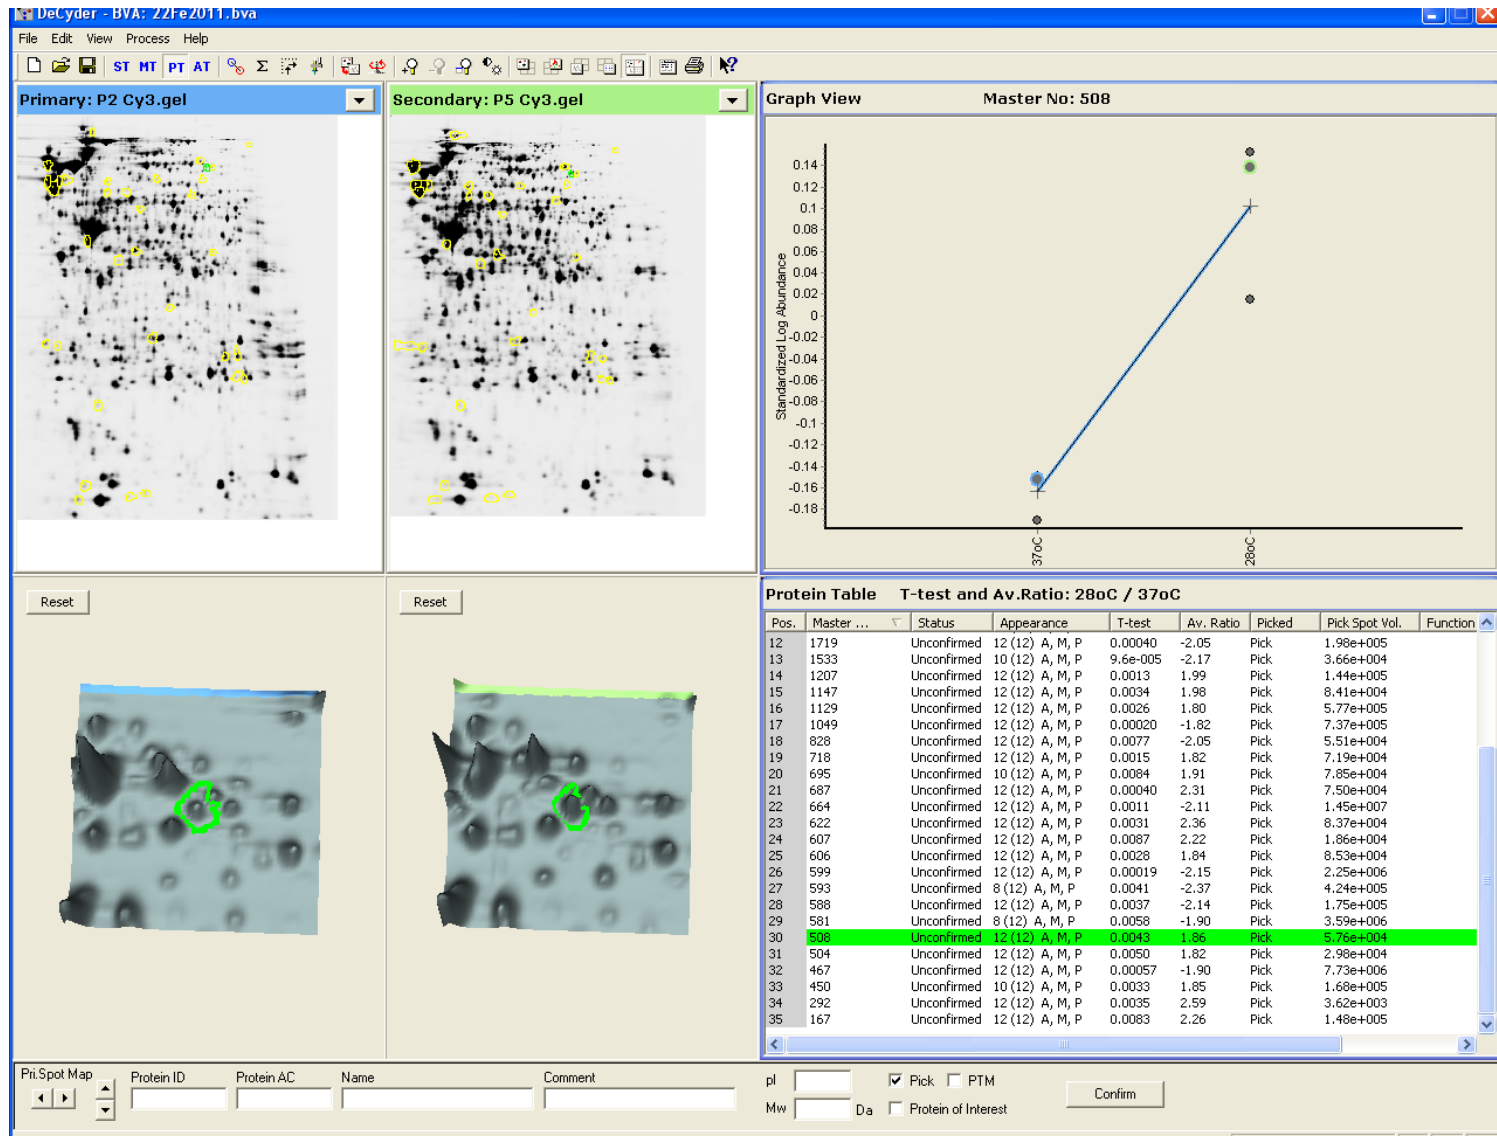 DeCyder - BVA: 22Fe2011.bva
File Edit View Process Help
ST MT PT AT Σ
Primary: P2 Cy3.gel
Secondary: P5 Cy3.gel
Graph View Master No: 508
0.14
0.12
0.1
0.08
0.06
0.04
0.02
0
-0.02
-0.04
-0.06
-0.08
-0.1
-0.12
-0.14
-0.16
-0.18
Standardized Log Abundance
37oC
28oC
Reset
Reset
Protein Table T-test and Av.Ratio: 28oC / 37oC
Pos. Master ... Status Appearance T-test Av. Ratio Picked Pick Spot Vol. Function
12 1719 Unconfirmed 12 (12) A, M, P 0.00040 -2.05 Pick 1.98e+005
13 1533 Unconfirmed 10 (12) A, M, P 9.6e-005 -2.17 Pick 3.66e+004
14 1207 Unconfirmed 12 (12) A, M, P 0.0013 1.99 Pick 1.44e+005
15 1147 Unconfirmed 12 (12) A, M, P 0.0034 1.98 Pick 8.41e+004
16 1129 Unconfirmed 12 (12) A, M, P 0.0026 1.80 Pick 5.77e+005
17 1049 Unconfirmed 12 (12) A, M, P 0.00020 -1.82 Pick 7.37e+005
18 828 Unconfirmed 12 (12) A, M, P 0.0077 -2.05 Pick 5.51e+004
19 718 Unconfirmed 12 (12) A, M, P 0.0015 1.82 Pick 7.19e+004
20 695 Unconfirmed 10 (12) A, M, P 0.0084 1.91 Pick 7.85e+004
21 687 Unconfirmed 12 (12) A, M, P 0.00040 2.31 Pick 7.50e+004
22 664 Unconfirmed 12 (12) A, M, P 0.0011 -2.11 Pick 1.45e+007
23 622 Unconfirmed 12 (12) A, M, P 0.0031 2.36 Pick 8.37e+004
24 607 Unconfirmed 12 (12) A, M, P 0.0087 2.22 Pick 1.86e+004
25 606 Unconfirmed 12 (12) A, M, P 0.0028 1.84 Pick 8.53e+004
26 599 Unconfirmed 12 (12) A, M, P 0.00019 -2.15 Pick 2.25e+006
27 593 Unconfirmed 8 (12) A, M, P 0.0041 -2.37 Pick 4.24e+005
28 588 Unconfirmed 12 (12) A, M, P 0.0037 -2.14 Pick 1.75e+005
29 581 Unconfirmed 8 (12) A, M, P 0.0058 -1.90 Pick 3.59e+006
30 508 Unconfirmed 12 (12) A, M, P 0.0043 1.86 Pick 5.76e+004
31 504 Unconfirmed 12 (12) A, M, P 0.0050 1.82 Pick 2.98e+004
32 467 Unconfirmed 12 (12) A, M, P 0.00057 -1.90 Pick 7.73e+006
33 450 Unconfirmed 10 (12) A, M, P 0.0033 1.85 Pick 1.68e+005
34 292 Unconfirmed 12 (12) A, M, P 0.0035 2.59 Pick 3.62e+003
35 167 Unconfirmed 12 (12) A, M, P 0.0083 2.26 Pick 1.48e+005
Pri.Spot Map Protein ID Protein AC Name Comment
pI Pick PTM
Mw Da Protein of Interest
Confirm